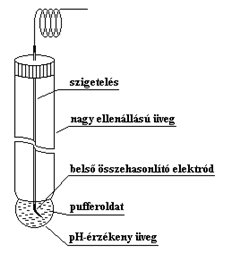 szigetelés
nagy ellenállású üveg
belső összehasonlító elektród
pufferoldat
pH-érzékeny üveg